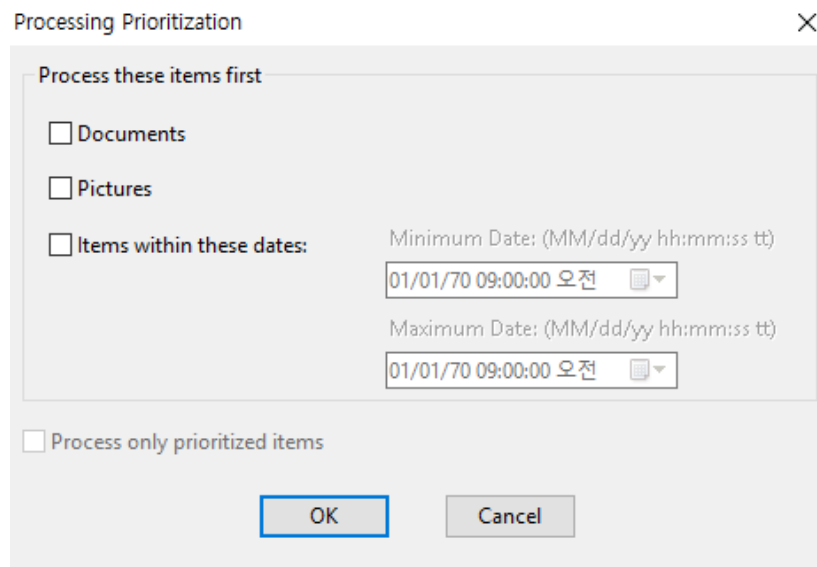 Processing Prioritization
Process these items first
Documents
Pictures
Items within these dates:
Minimum Date: (MM/dd/yy hh:mm:ss tt)
01/01/70 09:00:00 오전
Maximum Date: (MM/dd/yy hh:mm:ss tt)
01/01/70 09:00:00 오전
Process only prioritized items
OK
Cancel